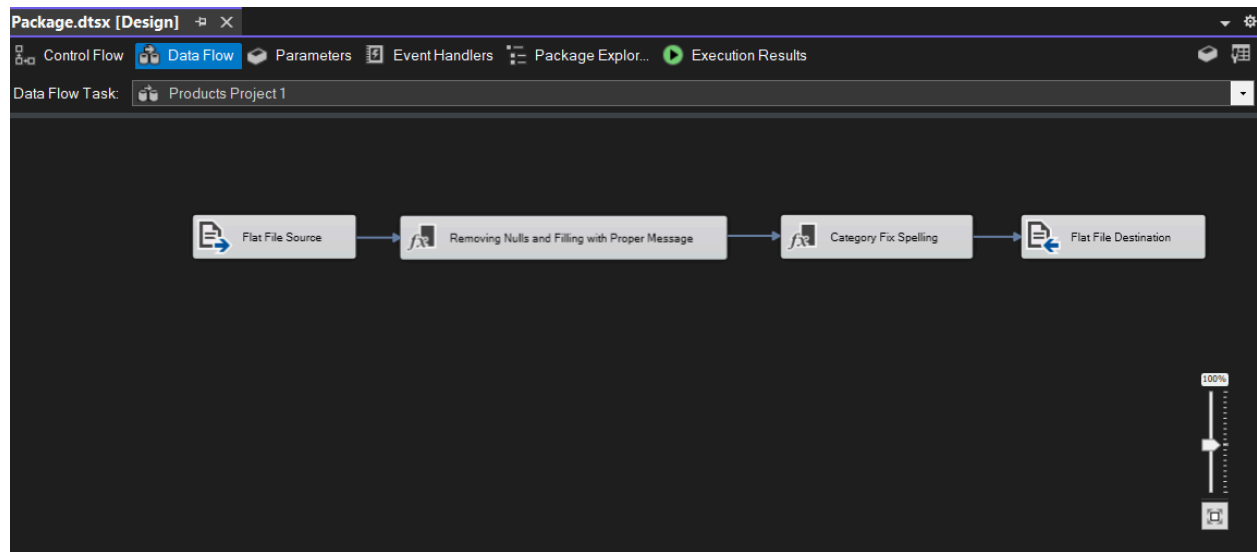 Package.dtsx [Design]
Control Flow Data Flow Parameters Event Handlers Package Explor... Execution Results
Data Flow Task: Products Project 1
Flat File Source Removing Nulls and Filling with Proper Message Category Fix Spelling Flat File Destination
100%